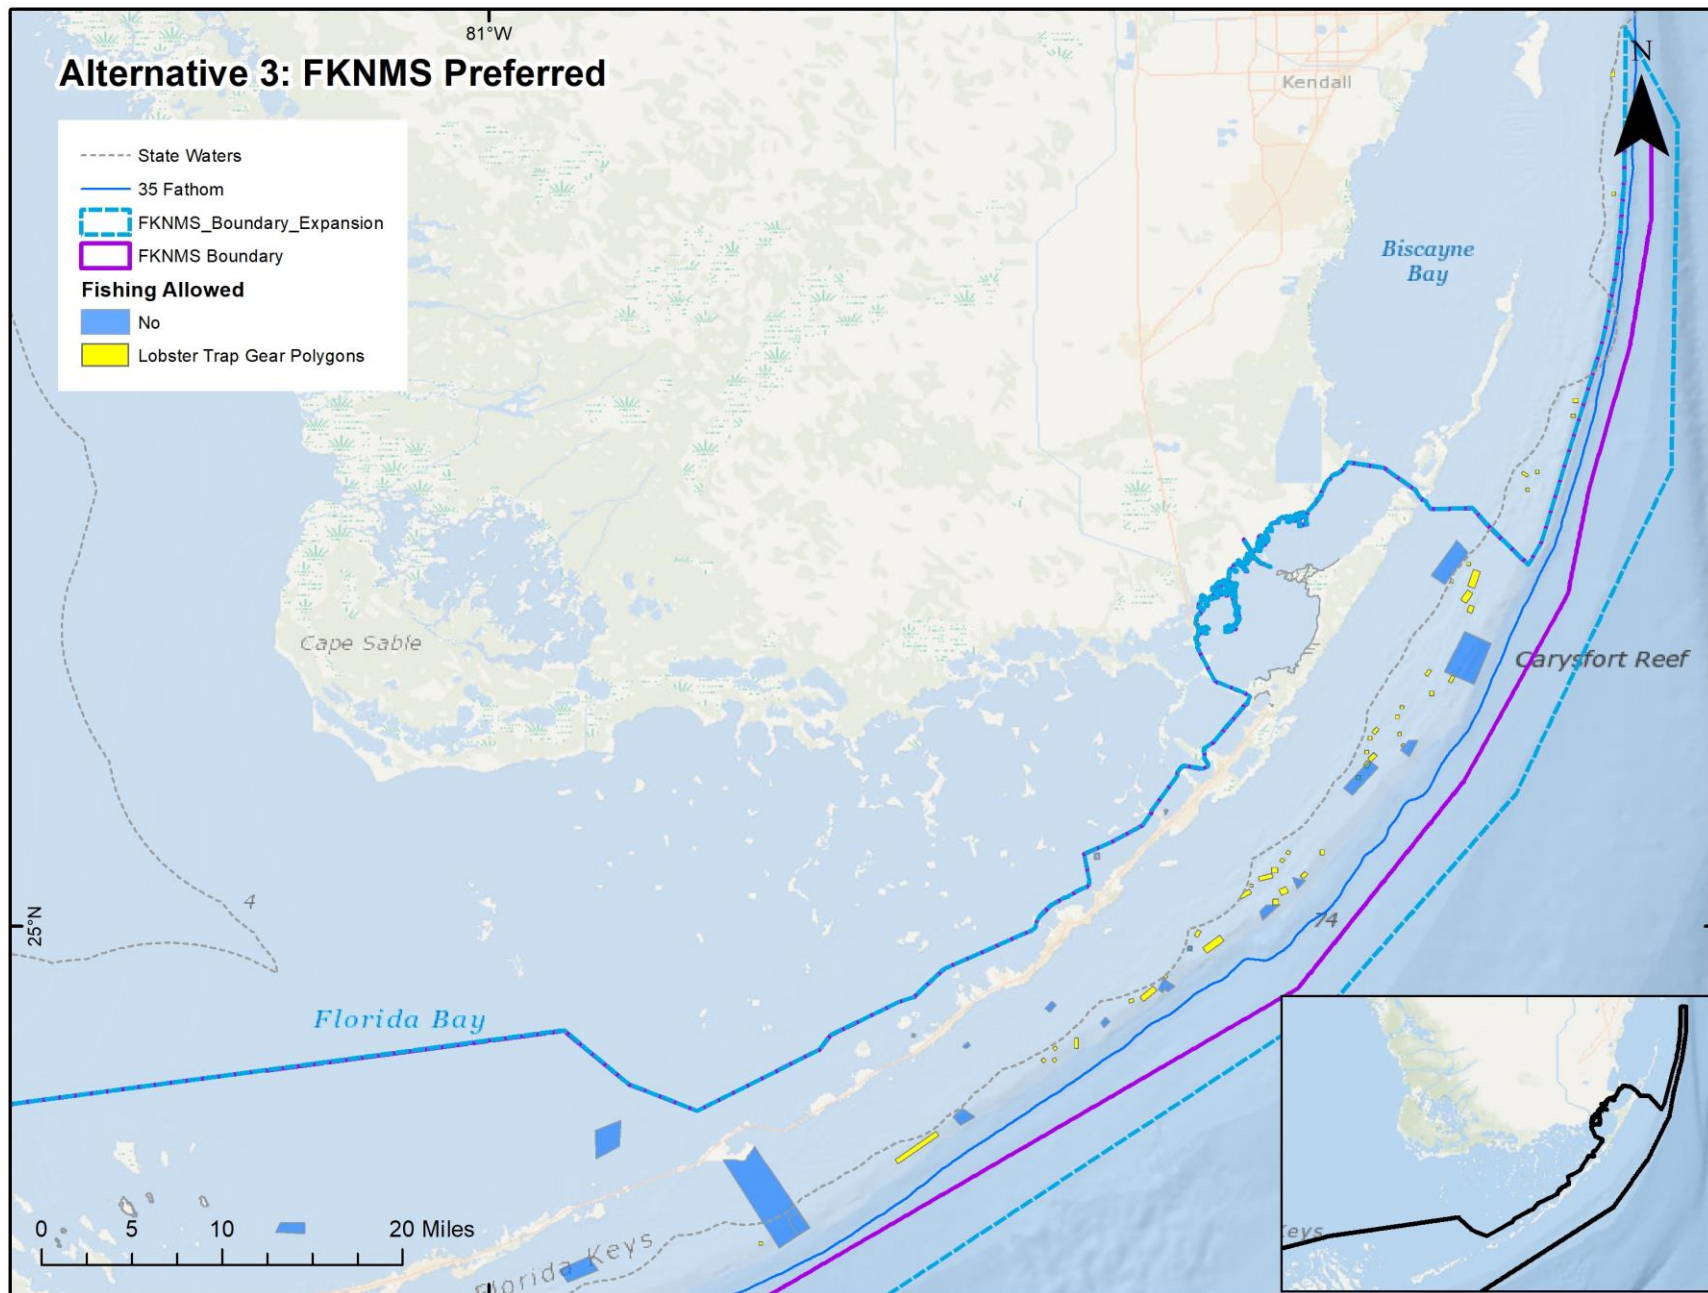 81°W
Alternative 3: FKNMS Preferred
Kendall
N
State Waters
35 Fathom
FKNMS_Boundary_Expansion
FKNMS Boundary
Fishing Allowed
No
Lobster Trap Gear Polygons
Biscayne
Bay
Cape Sable
Carysfort Reef
4
25°N
74
Florida Bay
0 5 10 20 Miles
Florida Keys
Keys